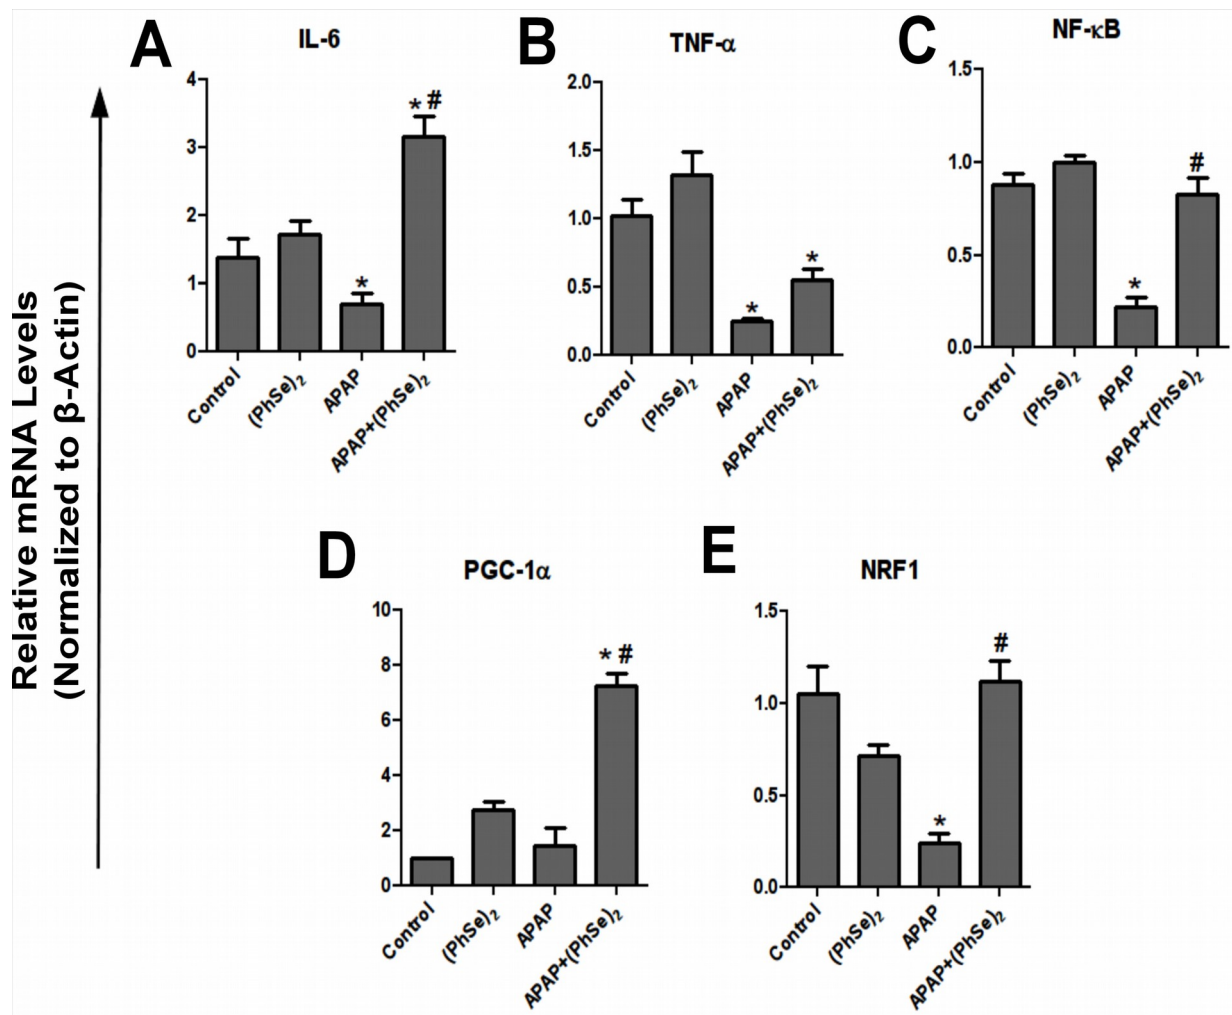 Relative mRNA Levels
(Normalized to β-Actin)
A
IL-6
4
3
2
1
0
* #
*
Control
(PhSe)₂
APAP
APAP+(PhSe)₂
B
TNF-α
2.0
1.5
1.0
0.5
0.0
*
*
Control
(PhSe)₂
APAP
APAP+(PhSe)₂
C
NF-κB
1.5
1.0
0.5
0.0
#
*
Control
(PhSe)₂
APAP
APAP+(PhSe)₂
D
PGC-1α
10
8
6
4
2
0
* #
Control
(PhSe)₂
APAP
APAP+(PhSe)₂
E
NRF1
1.5
1.0
0.5
0.0
#
*
Control
(PhSe)₂
APAP
APAP+(PhSe)₂